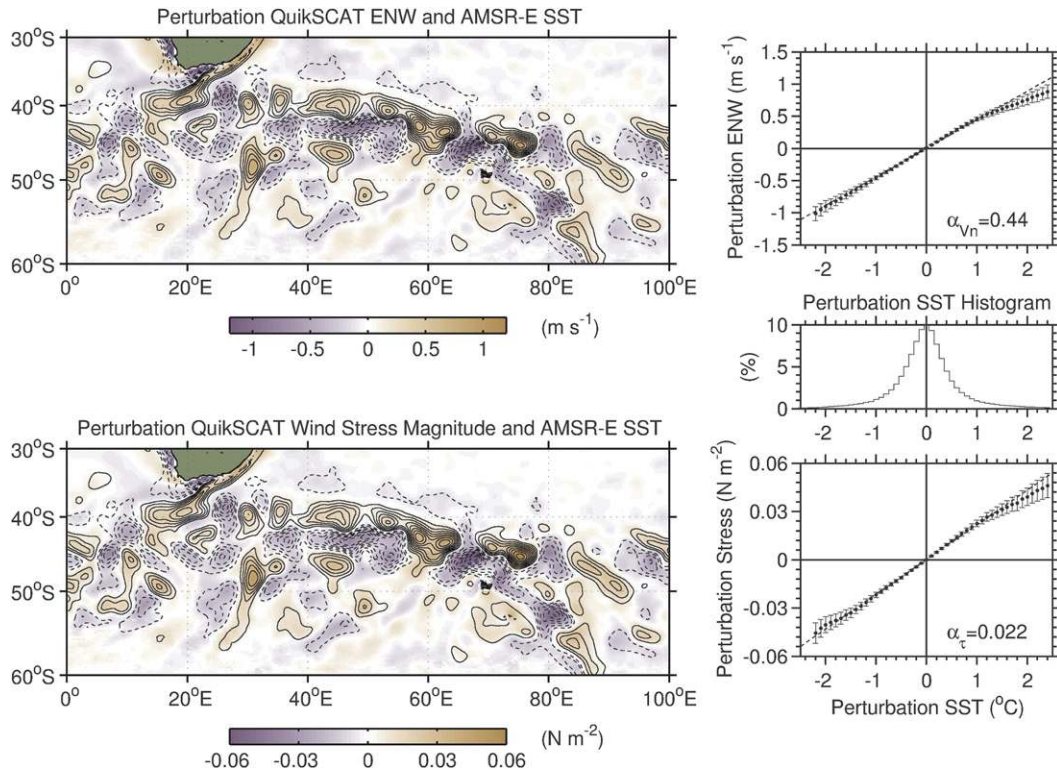 Perturbation QuikSCAT ENW and AMSR-E SST
30°S
40°S
50°S
60°S
0° 20°E 40°E 60°E 80°E 100°E
-1 -0.5 0 0.5 1 (m s⁻¹)
Perturbation QuikSCAT Wind Stress Magnitude and AMSR-E SST
30°S
40°S
50°S
60°S
0° 20°E 40°E 60°E 80°E 100°E
-0.06 -0.03 0 0.03 0.06 (N m⁻²)
Perturbation ENW (m s⁻¹)
1.5
1
0.5
0
-0.5
-1
-1.5
α_Vn=0.44
-2 -1 0 1 2
Perturbation SST Histogram
(%)
10
5
0
-2 -1 0 1 2
Perturbation Stress (N m⁻²)
0.06
0.03
0
-0.03
-0.06
α_τ=0.022
-2 -1 0 1 2
Perturbation SST (°C)